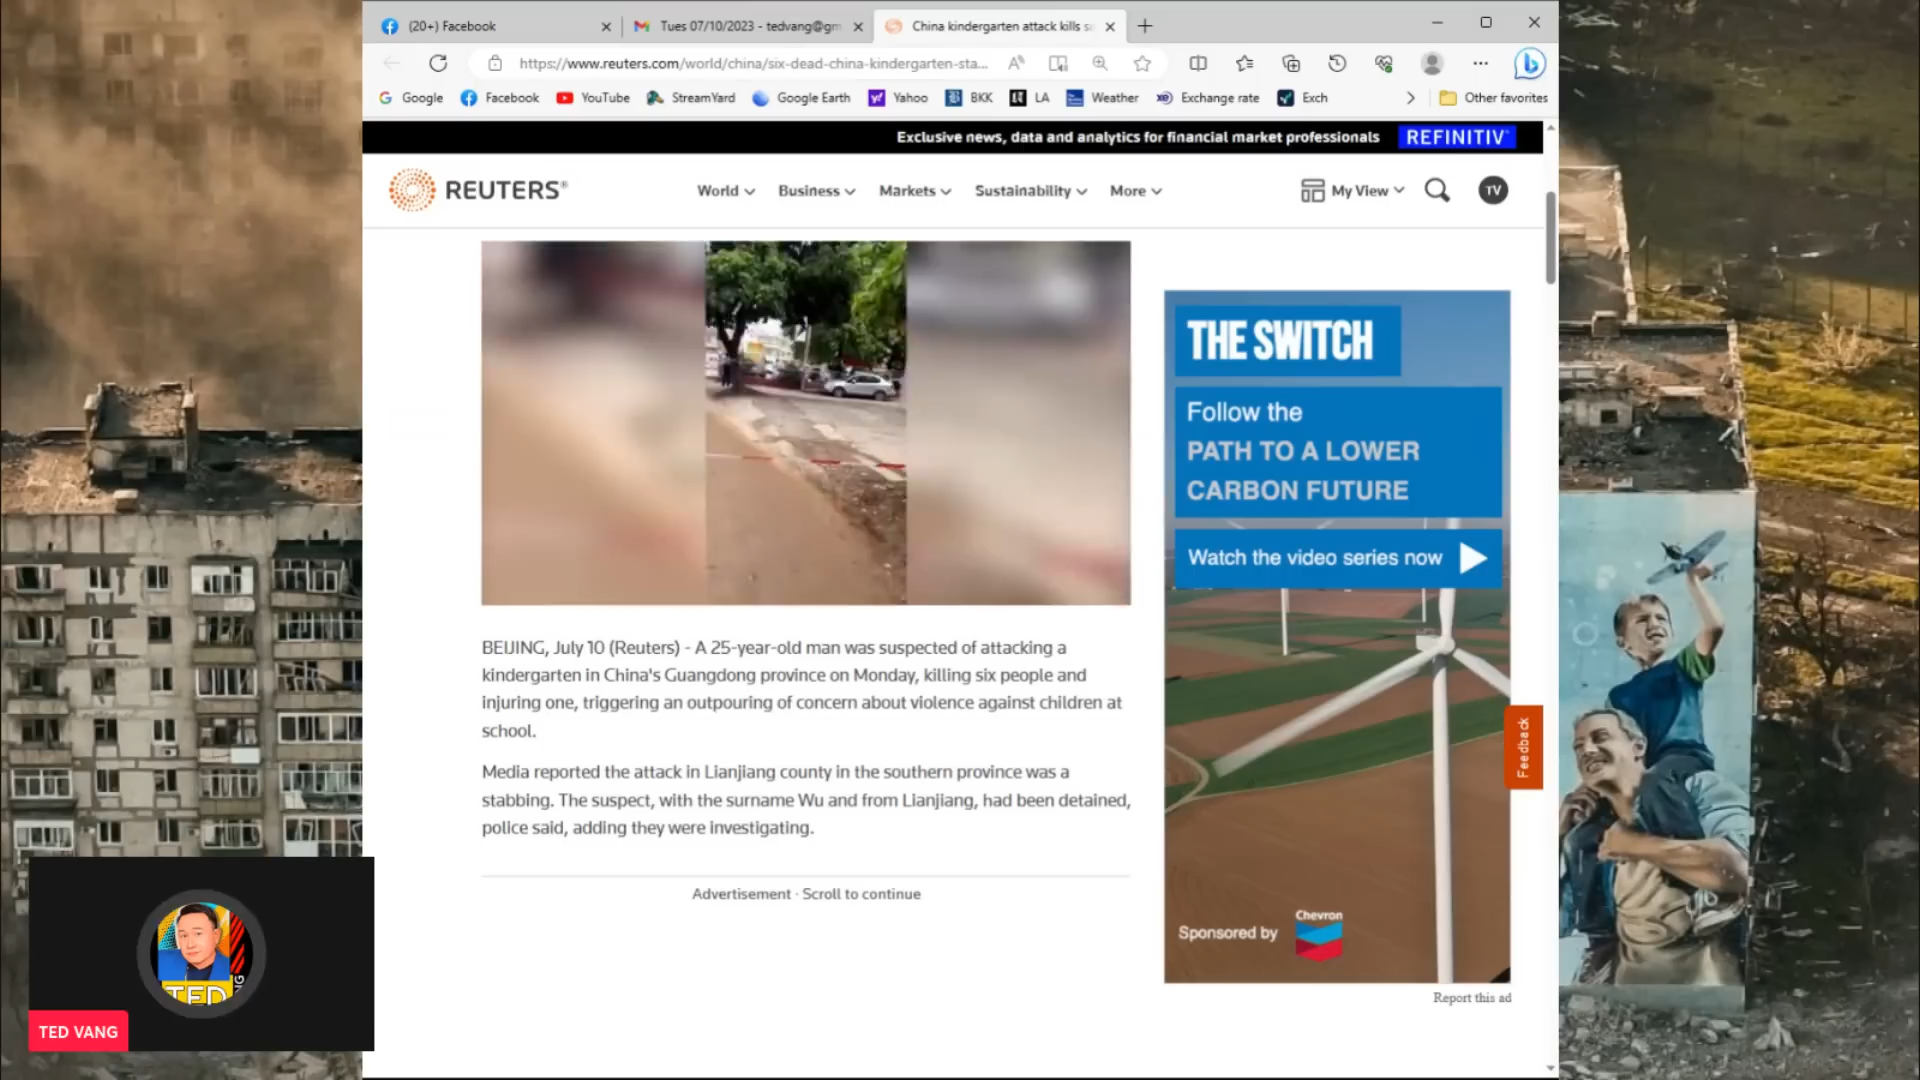 (20+) Facebook
Tues 07/10/2023 - tedvang@gm
China kindergarten attack kills s
https://www.reuters.com/world/china/six-dead-china-kindergarten-sta...
Google
Facebook
YouTube
StreamYard
Google Earth
Yahoo
BKK
LA
Weather
Exchange rate
Exch
Other favorites
Exclusive news, data and analytics for financial market professionals
REFINITIV
REUTERS®
World
Business
Markets
Sustainability
More
My View
TV
THE SWITCH
Follow the
PATH TO A LOWER
CARBON FUTURE
Watch the video series now
BEIJING, July 10 (Reuters) - A 25-year-old man was suspected of attacking a
kindergarten in China's Guangdong province on Monday, killing six people and
injuring one, triggering an outpouring of concern about violence against children at
school.
Media reported the attack in Lianjiang county in the southern province was a
stabbing. The suspect, with the surname Wu and from Lianjiang, had been detained,
police said, adding they were investigating.
Advertisement · Scroll to continue
Feedback
Chevron
Sponsored by
Report this ad
TED
TED VANG